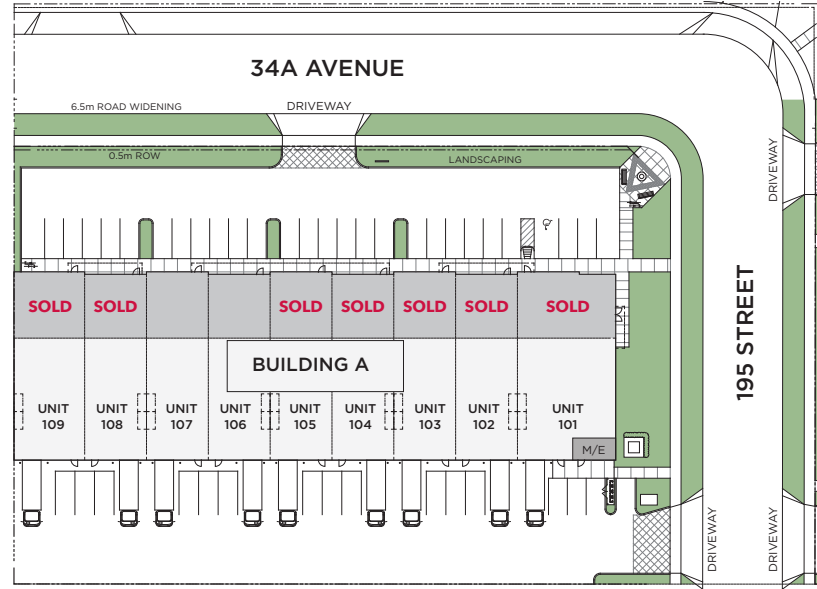 34A AVENUE
6.5m ROAD WIDENING
DRIVEWAY
0.5m ROW
LANDSCAPING
DRIVEWAY
195 STREET
SOLD
SOLD
SOLD
SOLD
SOLD
SOLD
SOLD
BUILDING A
UNIT
109
UNIT
108
UNIT
107
UNIT
106
UNIT
105
UNIT
104
UNIT
103
UNIT
102
UNIT
101
M/E
DRIVEWAY
DRIVEWAY